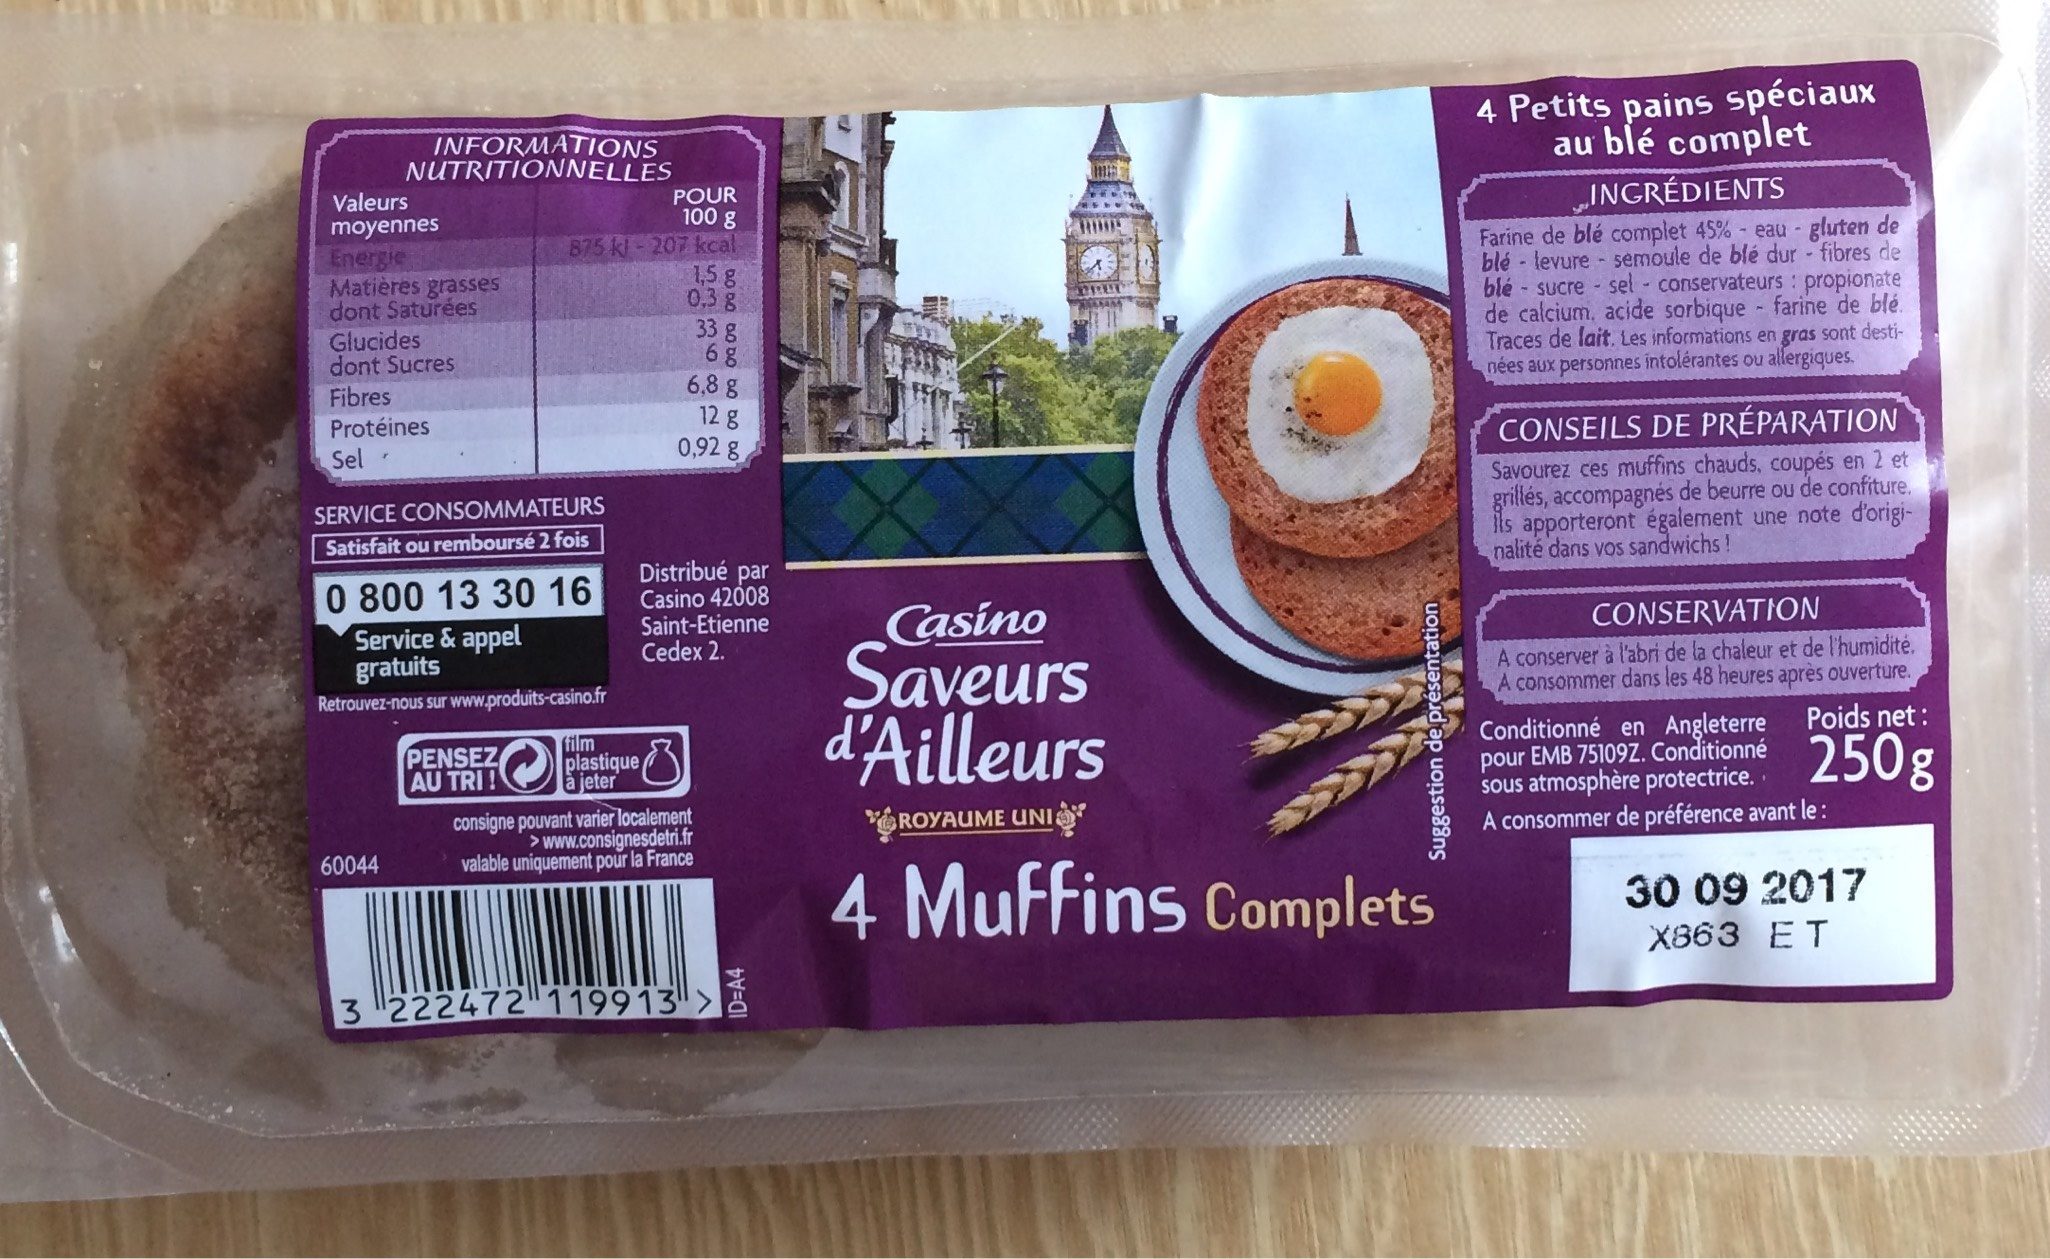 INFORMATIONS
NUTRITIONNELLES
Valeurs
moyennes
POUR
100 g
Energie 875 kJ - 207 kcal
Matières grasses 1,5 g
dont Saturées 0,3 g
Glucides 33 g
dont Sucres 6 g
Fibres 6,8 g
Protéines 12 g
Sel 0,92 g
SERVICE CONSOMMATEURS
Satisfait ou remboursé 2 fois
0 800 13 30 16
Service & appel
gratuits
Retrouvez-nous sur www.produits-casino.fr
Distribué par
Casino 42008
Saint-Etienne
Cedex 2.
PENSEZ
AU TRI !
film
plastique
à jeter
consigne pouvant varier localement
> www.consignesdetri.fr
valable uniquement pour la France
60044
3 222472 119913 >
ID=A4
Casino
Saveurs
d'Ailleurs
ROYAUME UNI
4 Muffins Complets
Suggestion de présentation
4 Petits pains spéciaux
au blé complet
INGRÉDIENTS
Farine de blé complet 45% - eau - gluten de
blé - levure - semoule de blé dur - fibres de
blé - sucre - sel - conservateurs : propionate
de calcium, acide sorbique - farine de blé.
Traces de lait. Les informations en gras sont desti-
nées aux personnes intolérantes ou allergiques.
CONSEILS DE PRÉPARATION
Savourez ces muffins chauds, coupés en 2 et
grillés, accompagnés de beurre ou de confiture.
Ils apporteront également une note d'origi-
nalité dans vos sandwichs !
CONSERVATION
A conserver à l'abri de la chaleur et de l'humidité.
A consommer dans les 48 heures après ouverture.
Conditionné en Angleterre
pour EMB 75109Z. Conditionné
sous atmosphère protectrice.
Poids net :
250g
A consommer de préférence avant le :
30 09 2017
X863 ET